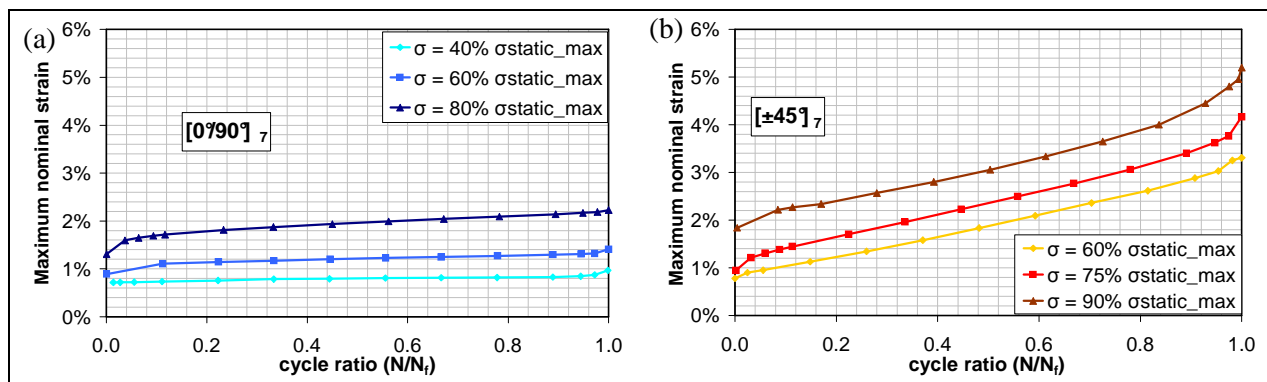 (a)
Maximum nominal strain
6%
5%
4%
3%
2%
1%
0%
σ = 40% σstatic_max
σ = 60% σstatic_max
σ = 80% σstatic_max
[0°/90°] 7
0.0 0.2 0.4 0.6 0.8 1.0
cycle ratio (N/Nf)
(b)
Maximum nominal strain
6%
5%
4%
3%
2%
1%
0%
[±45°] 7
σ = 60% σstatic_max
σ = 75% σstatic_max
σ = 90% σstatic_max
0.0 0.2 0.4 0.6 0.8 1.0
cycle ratio (N/Nf)